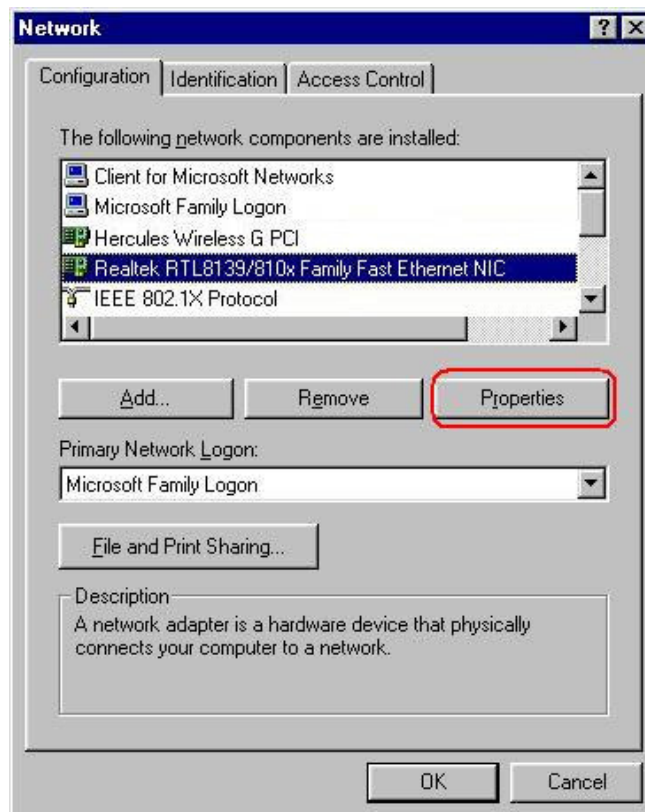 Network
Configuration Identification Access Control
The following network components are installed:
Client for Microsoft Networks
Microsoft Family Logon
Hercules Wireless G PCI
Realtek RTL8139/810x Family Fast Ethernet NIC
IEEE 802.1X Protocol
Add... Remove Properties
Primary Network Logon:
Microsoft Family Logon
File and Print Sharing...
Description
A network adapter is a hardware device that physically
connects your computer to a network.
OK Cancel